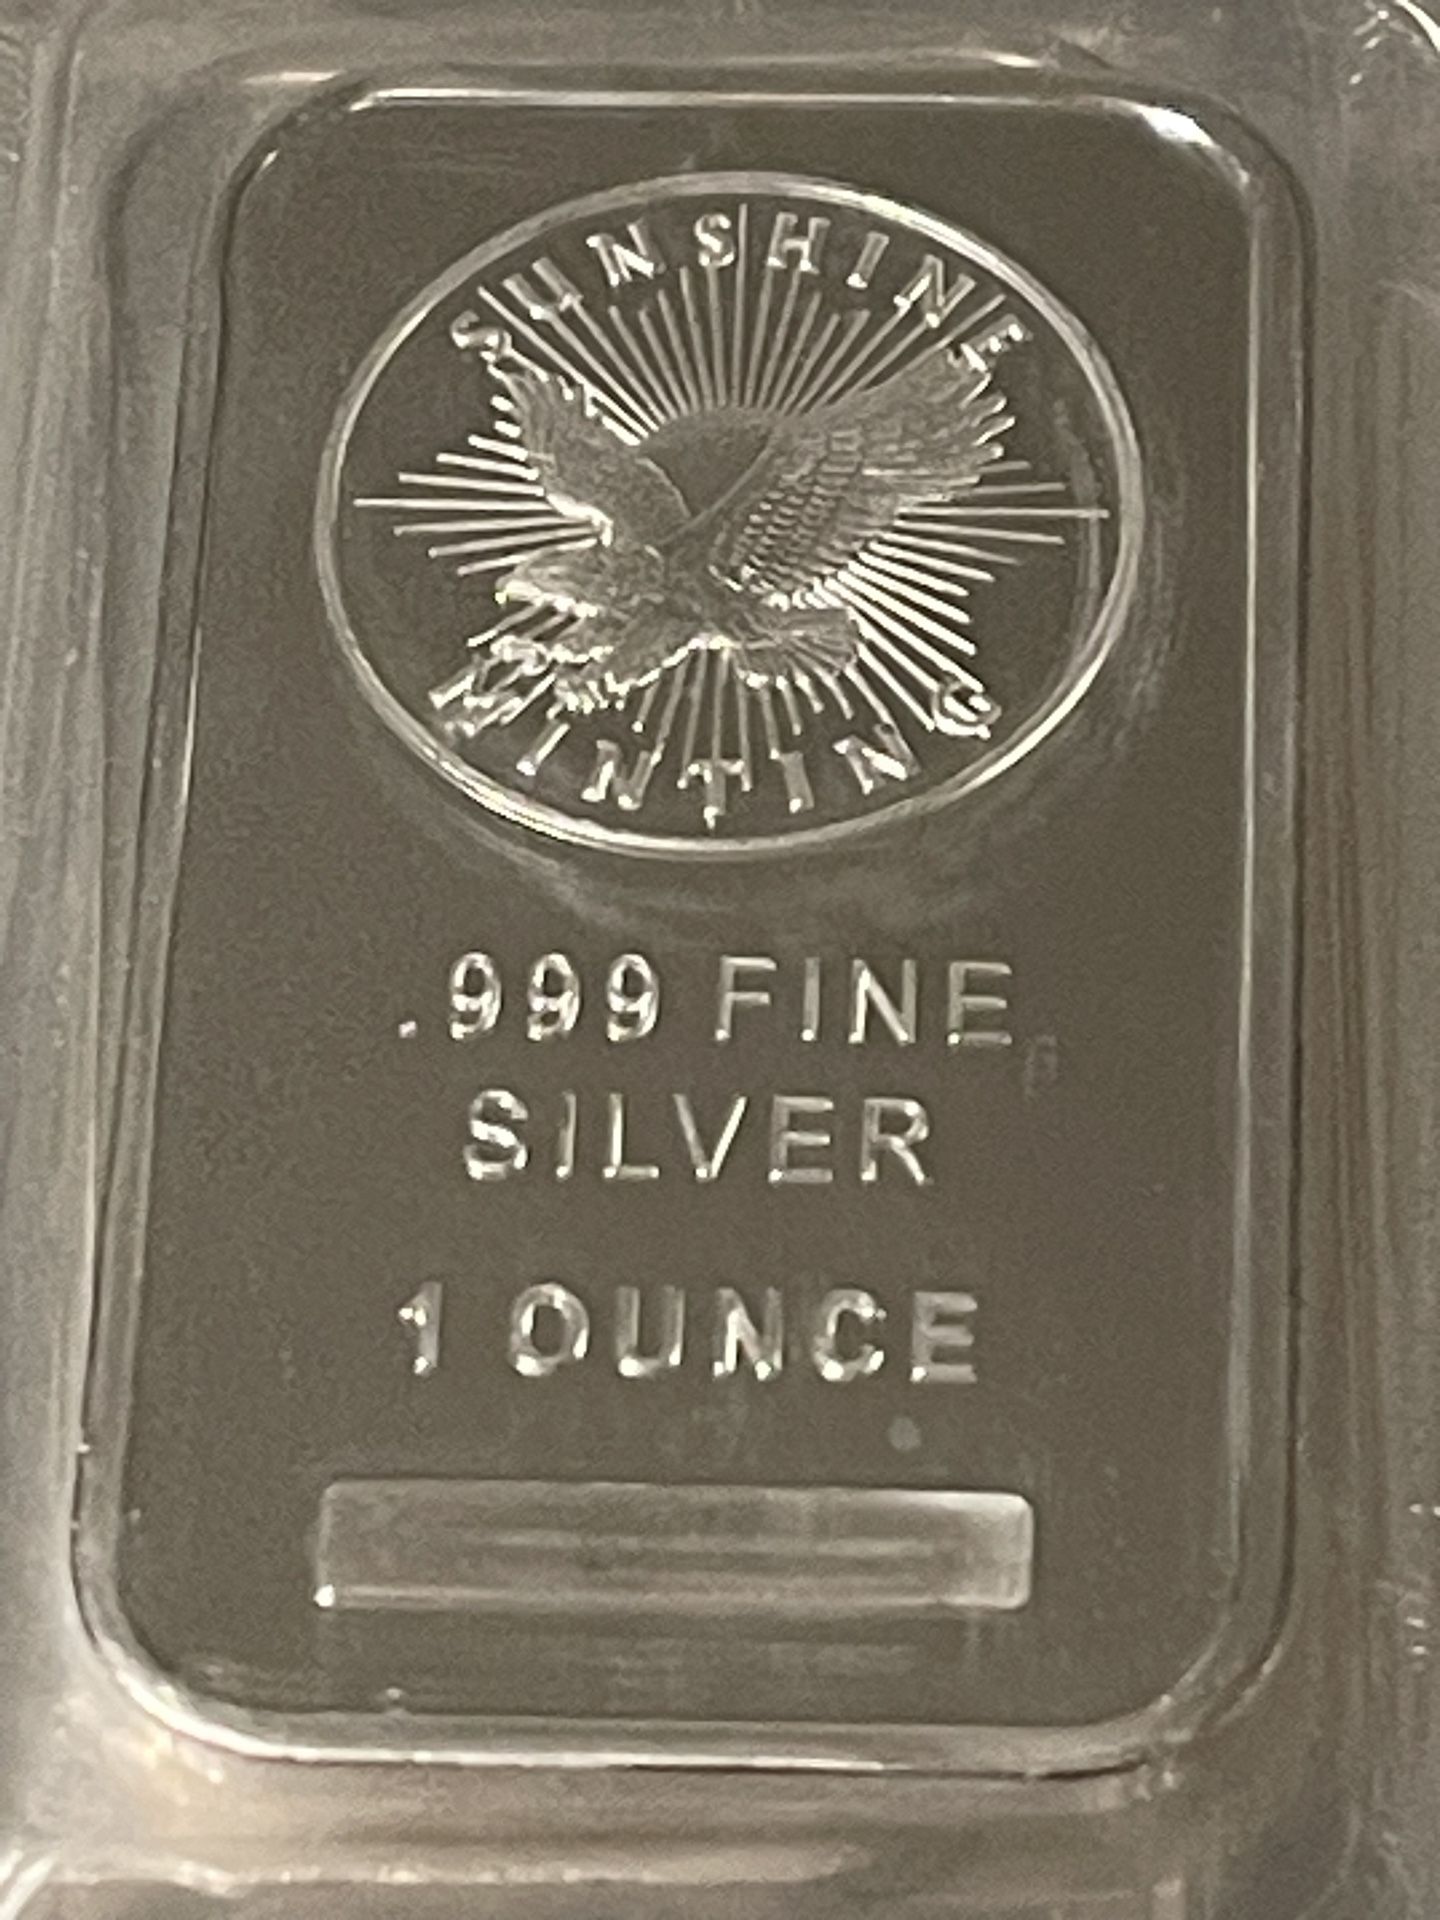 SUNSHINE
MINTING
.999 FINE
SILVER
1 OUNCE